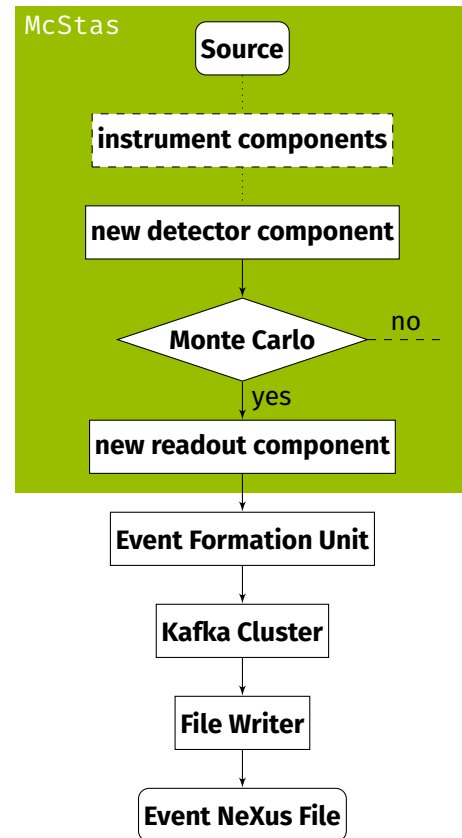 McStas
Source
instrument components
new detector component
Monte Carlo
no
yes
new readout component
Event Formation Unit
Kafka Cluster
File Writer
Event NeXus File